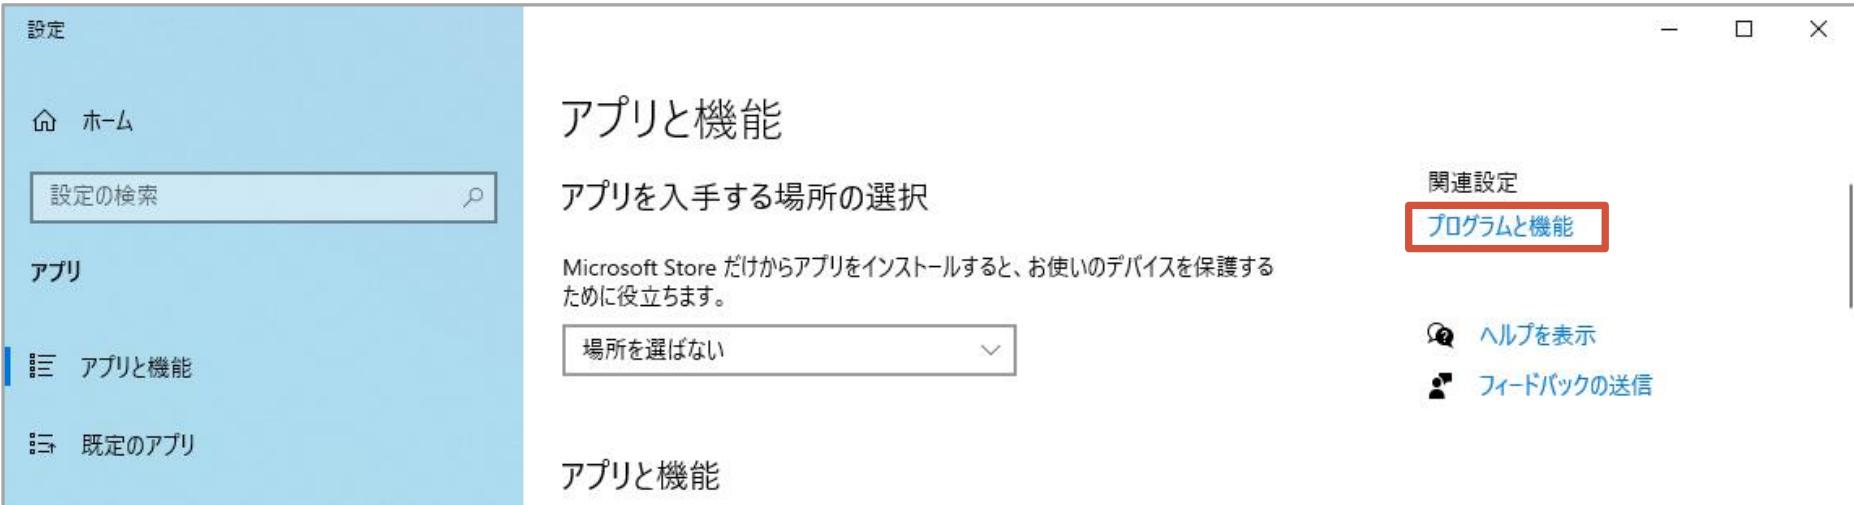 設定
ホーム
設定の検索
アプリ
アプリと機能
既定のアプリ
アプリと機能
アプリを入手する場所の選択
Microsoft Store だけからアプリをインストールすると、お使いのデバイスを保護する
ために役立ちます。
場所を選ばない
アプリと機能
関連設定
プログラムと機能
ヘルプを表示
フィードバックの送信